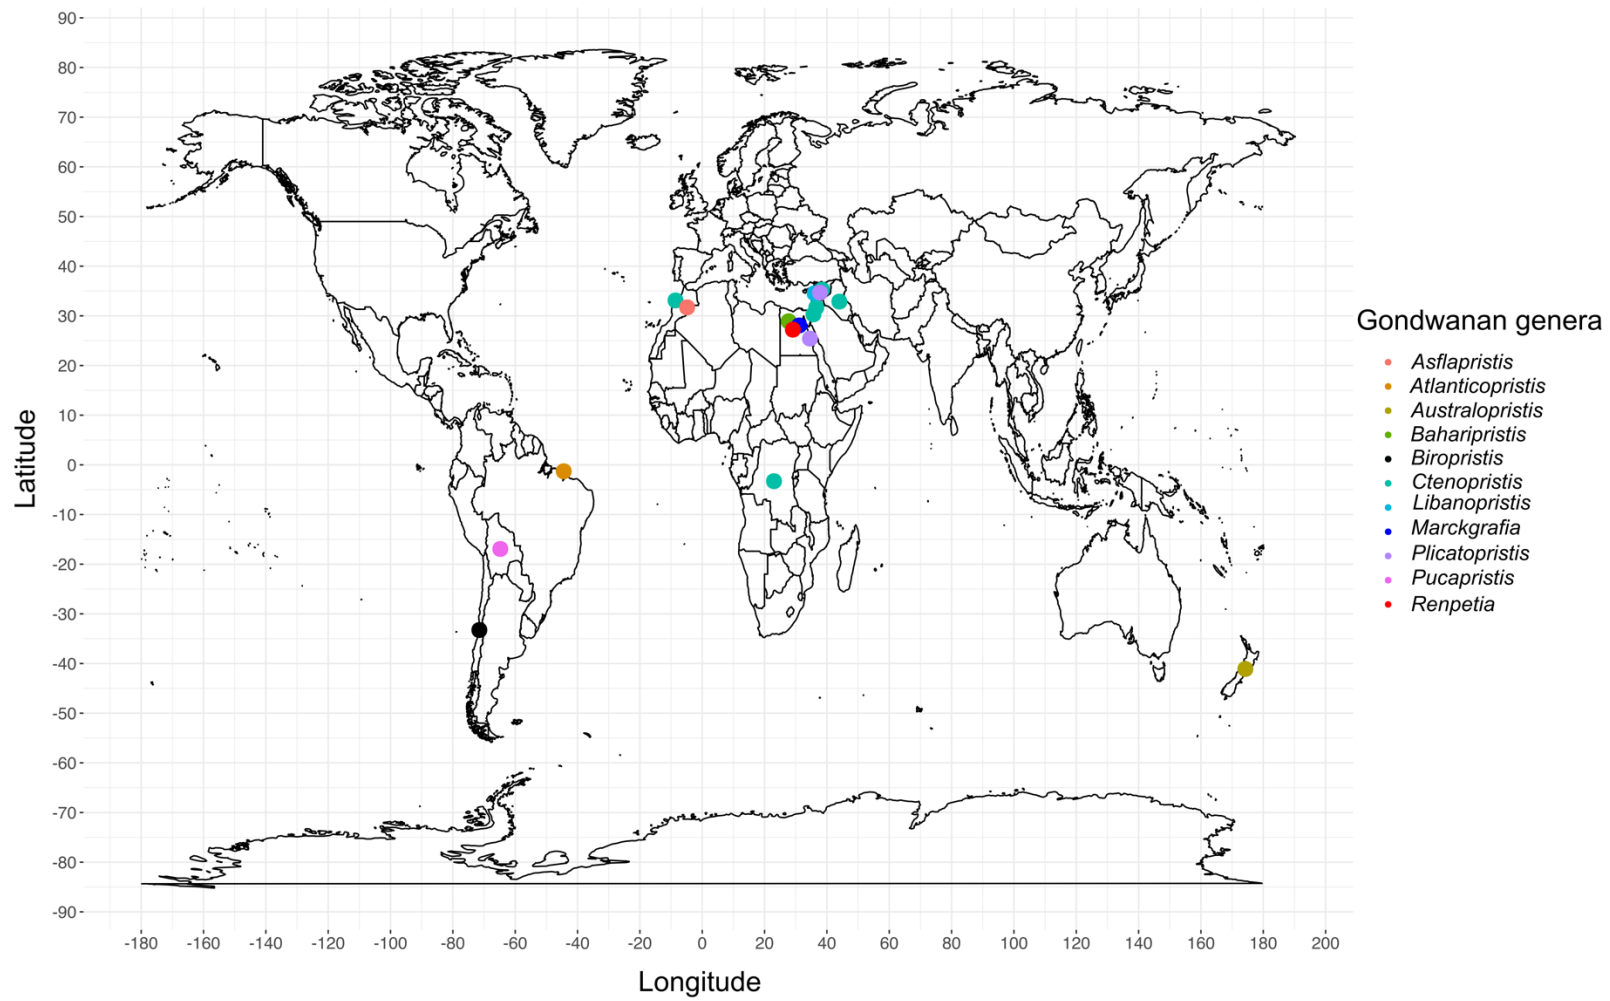 90
80
70
60
50
40
30
20
10
0
-10
-20
-30
-40
-50
-60
-70
-80
-90
Latitude
-180 -160 -140 -120 -100 -80 -60 -40 -20 0 20 40 60 80 100 120 140 160 180 200
Longitude
Gondwanan genera
Asflapristis
Atlanticopristis
Australopristis
Baharipristis
Biropristis
Ctenopristis
Libanopristis
Marckgrafia
Plicatopristis
Pucapristis
Renpetia